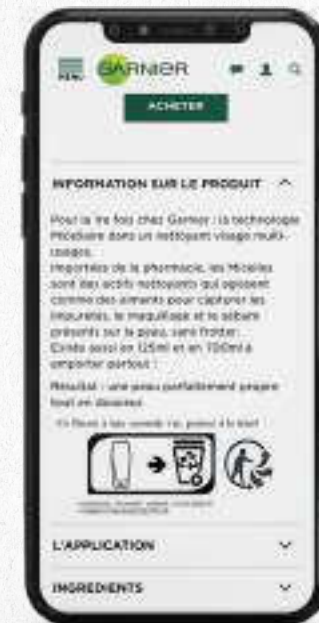 MENU GARNIER
ACHETER
INFORMATION SUR LE PRODUIT
Pour la 1re fois chez Garnier : la technologie
Micellaire dans un nettoyant visage multi-
usages.
Importées de la pharmacie, les Micelles
sont des actifs nettoyants qui agissent
comme des aimants pour capturer les
impuretés, le maquillage et le sébum
présents sur la peau, sans frotter.
Existe aussi en 125ml et en 700ml à
emporter partout !
Résultat : une peau parfaitement propre
tout en douceur.
L'APPLICATION
INGREDIENTS